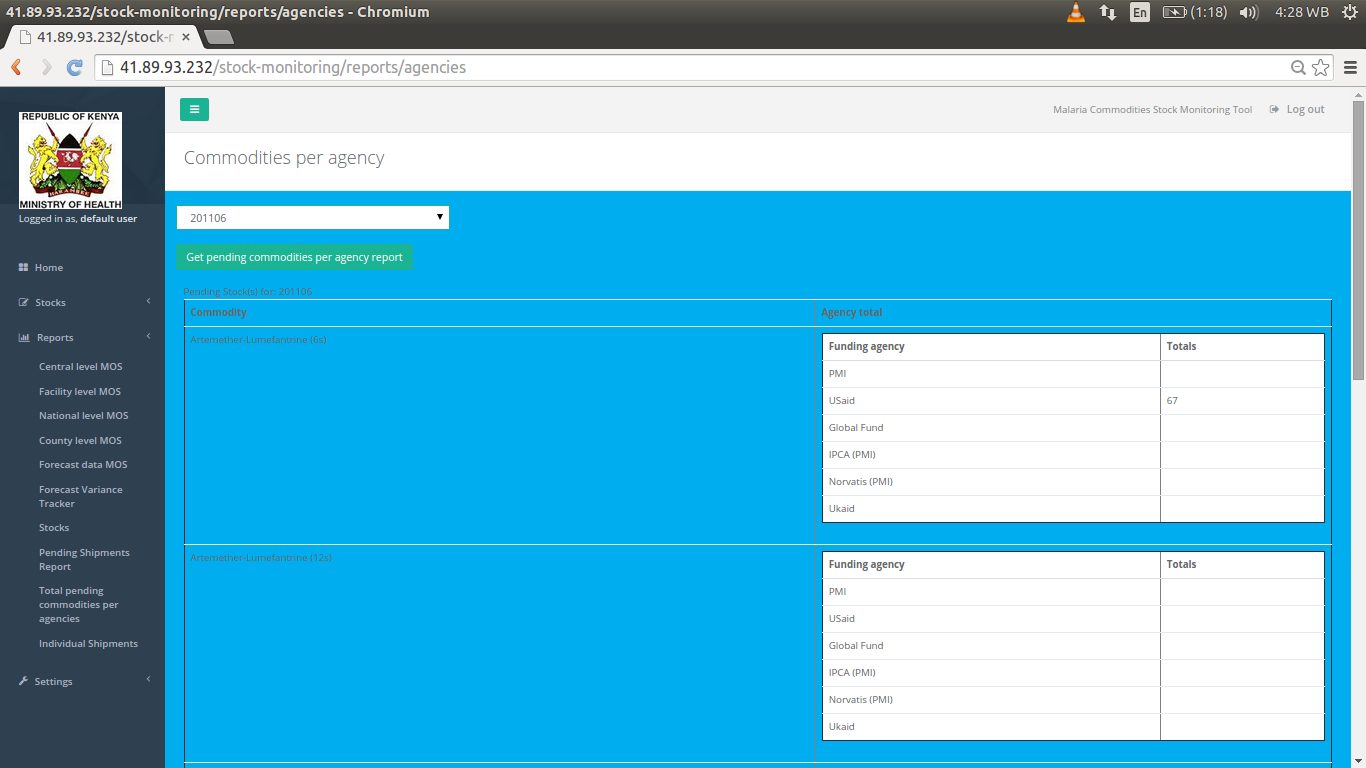 41.89.93.232/stock-monitoring/reports/agencies - Chromium
En (1:18) 4:28 WB
41.89.93.232/stock-r
41.89.93.232/stock-monitoring/reports/agencies
REPUBLIC OF KENYA
HARAMBEE
MINISTRY OF HEALTH
Logged in as, default user
Home
Stocks
Reports
Central level MOS
Facility level MOS
National level MOS
County level MOS
Forecast data MOS
Forecast Variance
Tracker
Stocks
Pending Shipments
Report
Total pending
commodities per
agencies
Individual Shipments
Settings
Malaria Commodities Stock Monitoring Tool Log out
Commodities per agency
201106
Get pending commodities per agency report
Pending Stock(s) for: 201106
Commodity Agency total
Artemether-Lumefantrine (6s)
Funding agency Totals
PMI
USaid 67
Global Fund
IPCA (PMI)
Norvatis (PMI)
Ukaid
Artemether-Lumefantrine (12s)
Funding agency Totals
PMI
USaid
Global Fund
IPCA (PMI)
Norvatis (PMI)
Ukaid